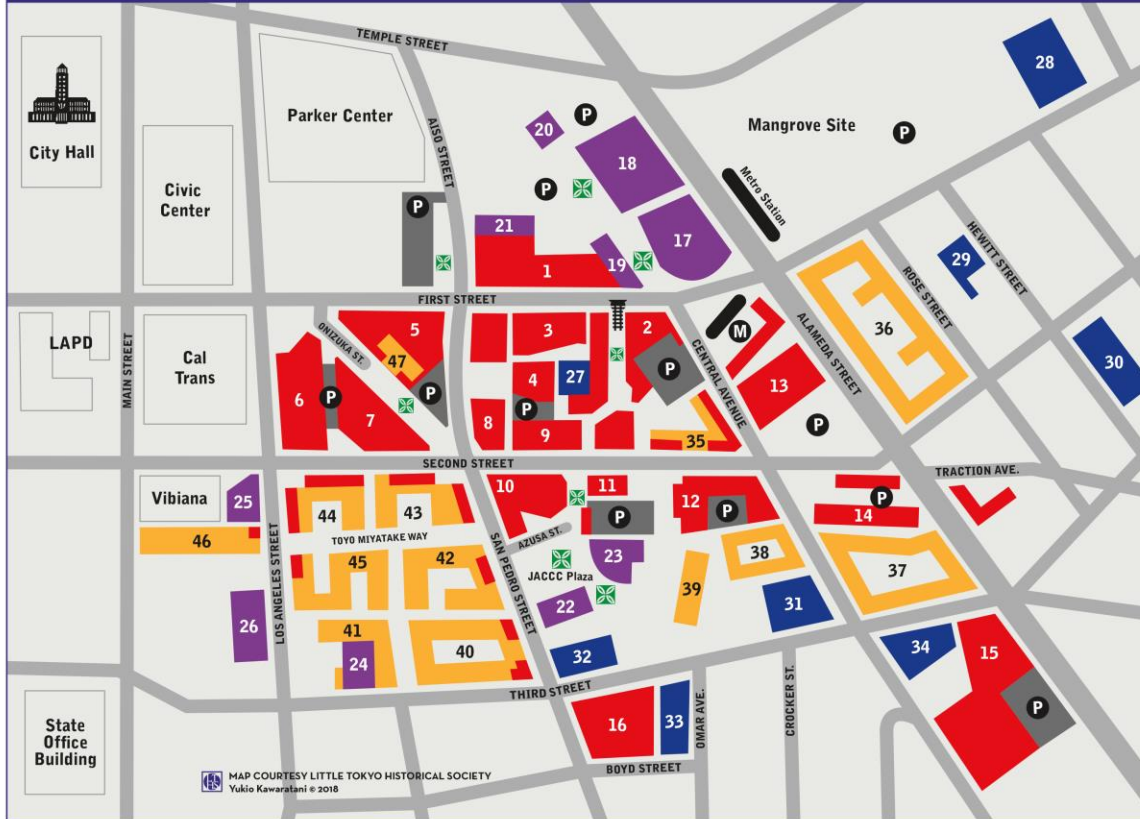 TEMPLE STREET
28
Parker Center
City Hall
20
P
Mangrove Site
P
18
AISO STREET
Civic
Center
P
Metro Station
P
21
17
19
1
HEWITT STREET
29
ROSE STREET
FIRST STREET
LAPD
MAIN STREET
Cal
Trans
ONIZUKA ST.
5
47
3
2
M
ALAMEDA STREET
36
30
CENTRAL AVENUE
6
P
7
P
4
27
P
P
13
8
9
35
P
SECOND STREET
TRACTION AVE.
Vibiana
25
10
11
12
P
P
P
14
44
43
TOYO MIYATAKE WAY
46
AZUSA ST.
23
38
LOS ANGELES STREET
45
42
SAN PEDRO STREET
JACCC Plaza
39
37
26
22
31
41
24
40
32
34
15
THIRD STREET
P
State
Office
Building
16
33
OMAR AVE.
CROCKER ST.
BOYD STREET
LTHS
MAP COURTESY LITTLE TOKYO HISTORICAL SOCIETY
Yukio Kawaratani © 2018